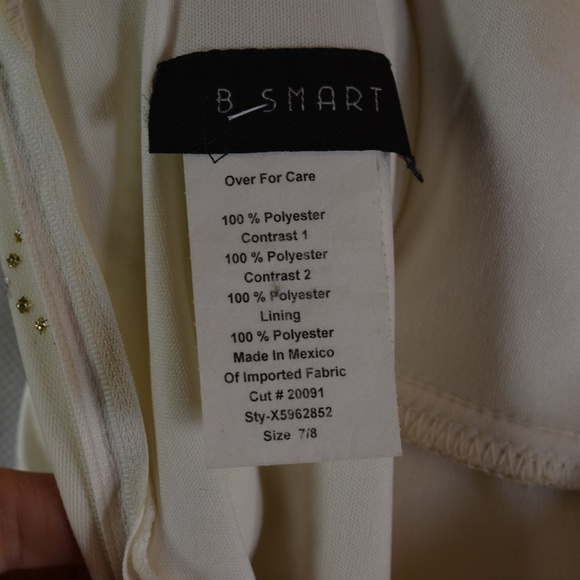 B SMART
Over For Care
100 % Polyester
Contrast 1
100 % Polyester
Contrast 2
100 % Polyester
Lining
100 % Polyester
Made In Mexico
Of Imported Fabric
Cut # 20091
Sty-X5962852
Size 7/8